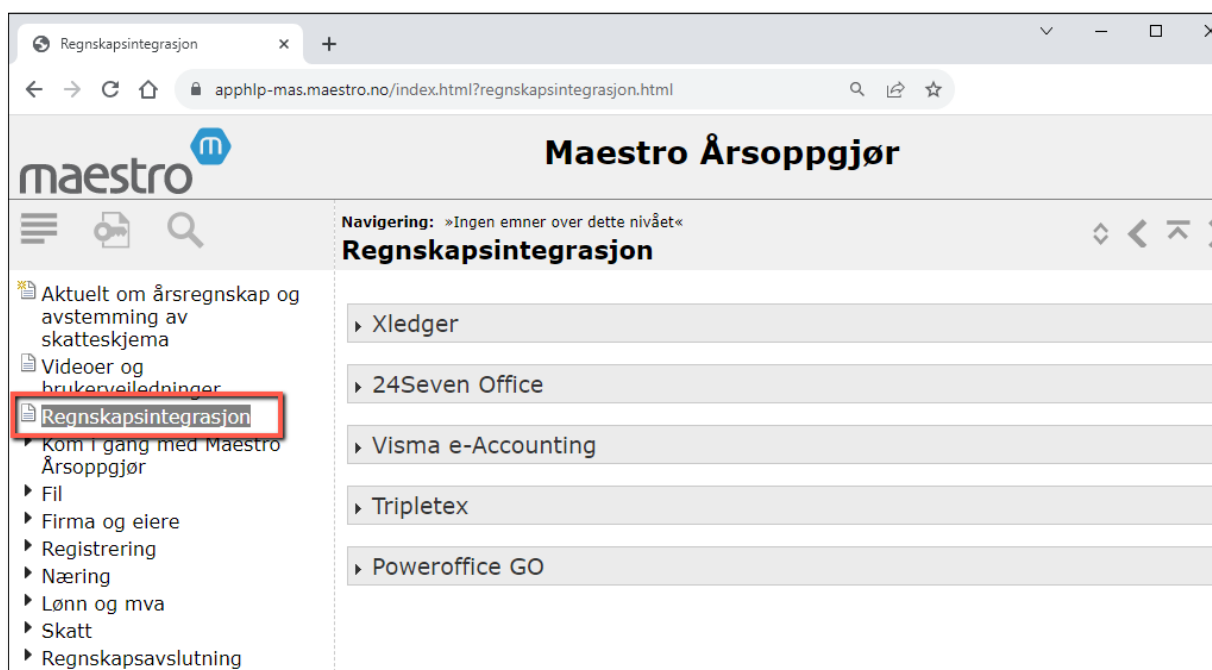 Regnskapsintegrasjon
apphlp-mas.maestro.no/index.html?regnskapsintegrasjon.html
maestro
m
Maestro Årsoppgjør
Navigering: »Ingen emner over dette nivået«
Regnskapsintegrasjon
Aktuelt om årsregnskap og
avstemming av
skatteskjema
Videoer og
brukerveiledninger
Regnskapsintegrasjon
Kom i gang med Maestro
Årsoppgjør
Fil
Firma og eiere
Registrering
Næring
Lønn og mva
Skatt
Regnskapsavslutning
Xledger
24Seven Office
Visma e-Accounting
Tripletex
Poweroffice GO